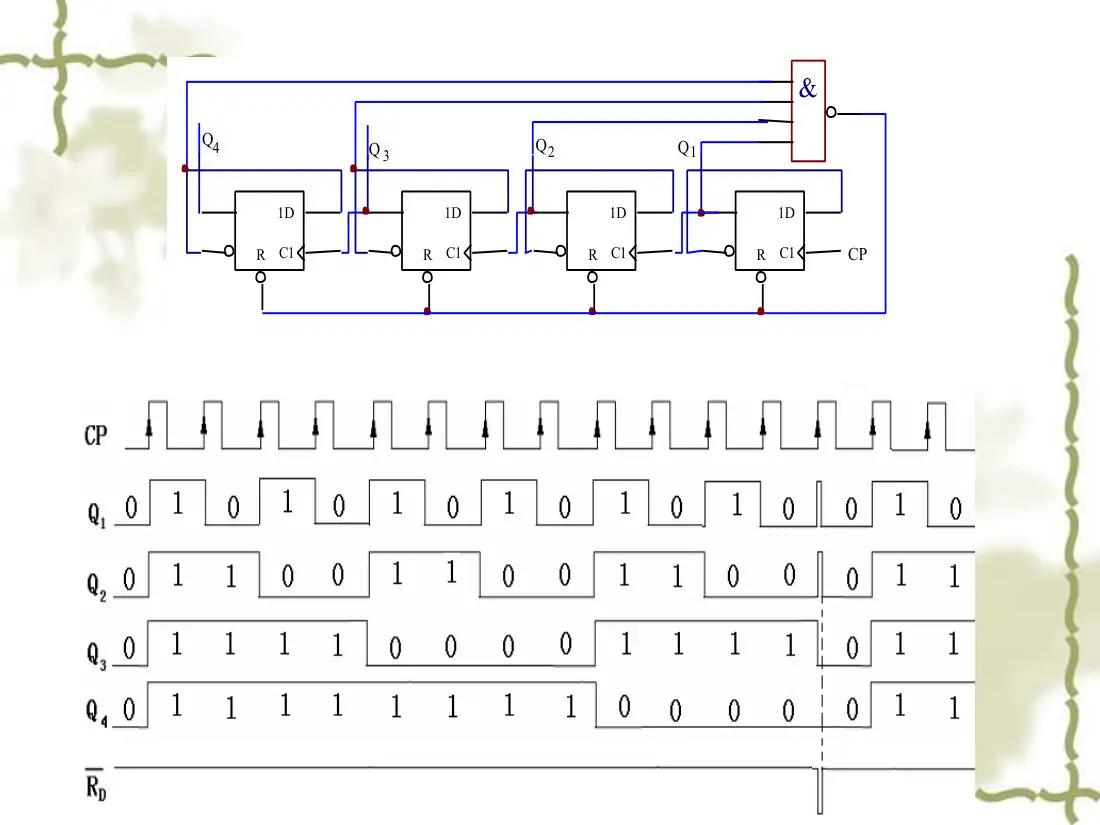 &
Q4 Q3 Q2 Q1
1D 1D 1D 1D
R C1 R C1 R C1 R C1 CP
CP
Q1 0 1 0 1 0 1 0 1 0 1 0 1 0 0 1 0
Q2 0 1 1 0 0 1 1 0 0 1 1 0 0 0 1 1
Q3 0 1 1 1 1 0 0 0 0 1 1 1 1 0 1 1
Q4 0 1 1 1 1 1 1 1 1 0 0 0 0 0 1 1
R̅D